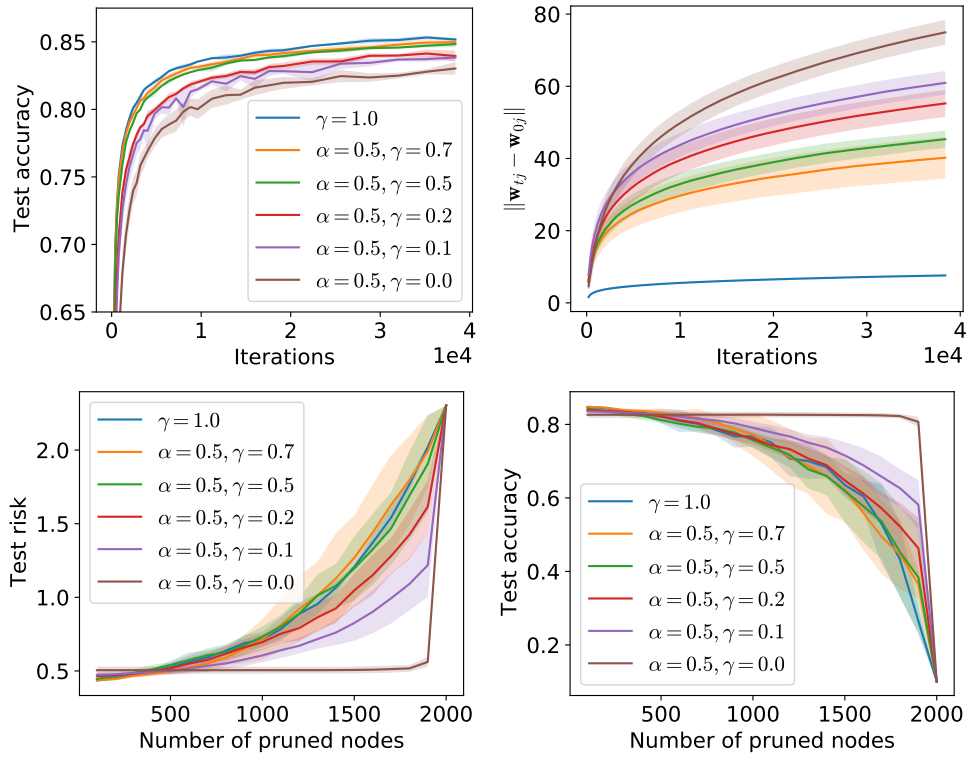 Test accuracy
0.85
0.80
0.75
0.70
0.65
γ = 1.0
α = 0.5, γ = 0.7
α = 0.5, γ = 0.5
α = 0.5, γ = 0.2
α = 0.5, γ = 0.1
α = 0.5, γ = 0.0
0 1 2 3 4
Iterations 1e4
||w_{tj} − w_{0j}||
80
60
40
20
0
0 1 2 3 4
Iterations 1e4
Test risk
2.0
1.5
1.0
0.5
γ = 1.0
α = 0.5, γ = 0.7
α = 0.5, γ = 0.5
α = 0.5, γ = 0.2
α = 0.5, γ = 0.1
α = 0.5, γ = 0.0
500 1000 1500 2000
Number of pruned nodes
Test accuracy
0.8
0.6
0.4
0.2
γ = 1.0
α = 0.5, γ = 0.7
α = 0.5, γ = 0.5
α = 0.5, γ = 0.2
α = 0.5, γ = 0.1
α = 0.5, γ = 0.0
500 1000 1500 2000
Number of pruned nodes